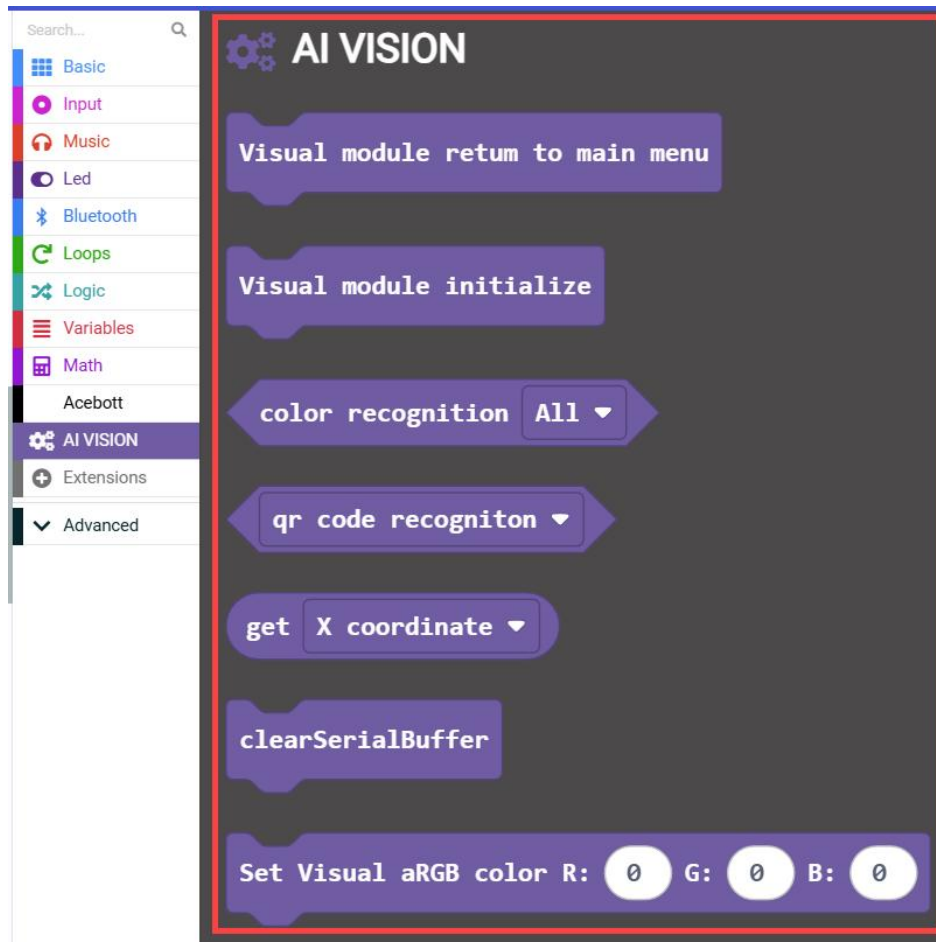 Search...
Basic
Input
Music
Led
Bluetooth
Loops
Logic
Variables
Math
Acebott
AI VISION
Extensions
Advanced
AI VISION
Visual module retum to main menu
Visual module initialize
color recognition All
qr code recogniton
get X coordinate
clearSerialBuffer
Set Visual aRGB color R: 0 G: 0 B: 0